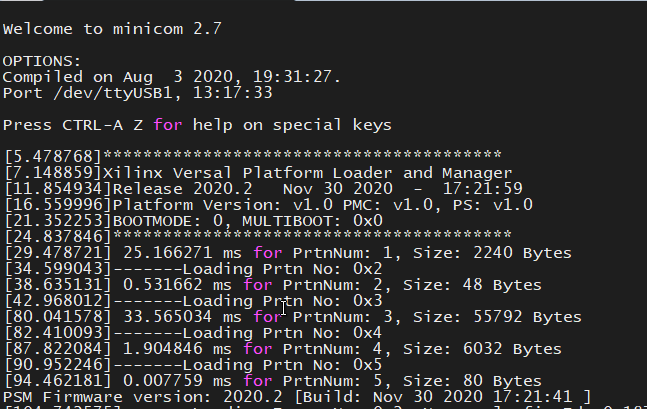 Welcome to minicom 2.7
OPTIONS:
Compiled on Aug  3 2020, 19:31:27.
Port /dev/ttyUSB1, 13:17:33
Press CTRL-A Z for help on special keys
[5.478768]****************************************
[7.148859]Xilinx Versal Platform Loader and Manager
[11.854934]Release 2020.2   Nov 30 2020  -  17:21:59
[16.559996]Platform Version: v1.0 PMC: v1.0, PS: v1.0
[21.352253]BOOTMODE: 0, MULTIBOOT: 0x0
[24.837846]****************************************
[29.478721] 25.166271 ms for PrtnNum: 1, Size: 2240 Bytes
[34.599043]-------Loading Prtn No: 0x2
[38.635131] 0.531662 ms for PrtnNum: 2, Size: 48 Bytes
[42.968012]-------Loading Prtn No: 0x3
[80.041578] 33.565034 ms for PrtnNum: 3, Size: 55792 Bytes
[82.410093]-------Loading Prtn No: 0x4
[87.822084] 1.904846 ms for PrtnNum: 4, Size: 6032 Bytes
[90.952246]-------Loading Prtn No: 0x5
[94.462181] 0.007759 ms for PrtnNum: 5, Size: 80 Bytes
PSM Firmware version: 2020.2 [Build: Nov 30 2020 17:21:41 ]